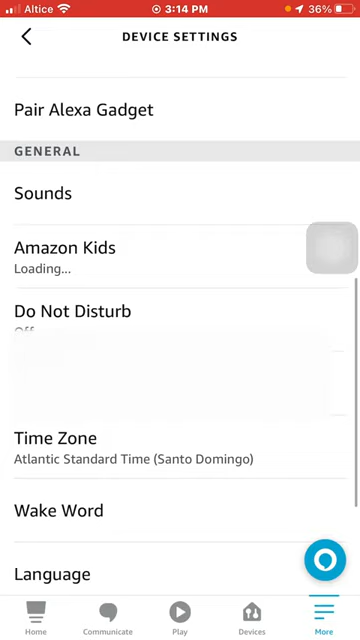 Altice 3:14 PM 36%
DEVICE SETTINGS
Pair Alexa Gadget
GENERAL
Sounds
Amazon Kids
Loading...
Do Not Disturb
Off
Time Zone
Atlantic Standard Time (Santo Domingo)
Wake Word
Language
Home Communicate Play Devices More